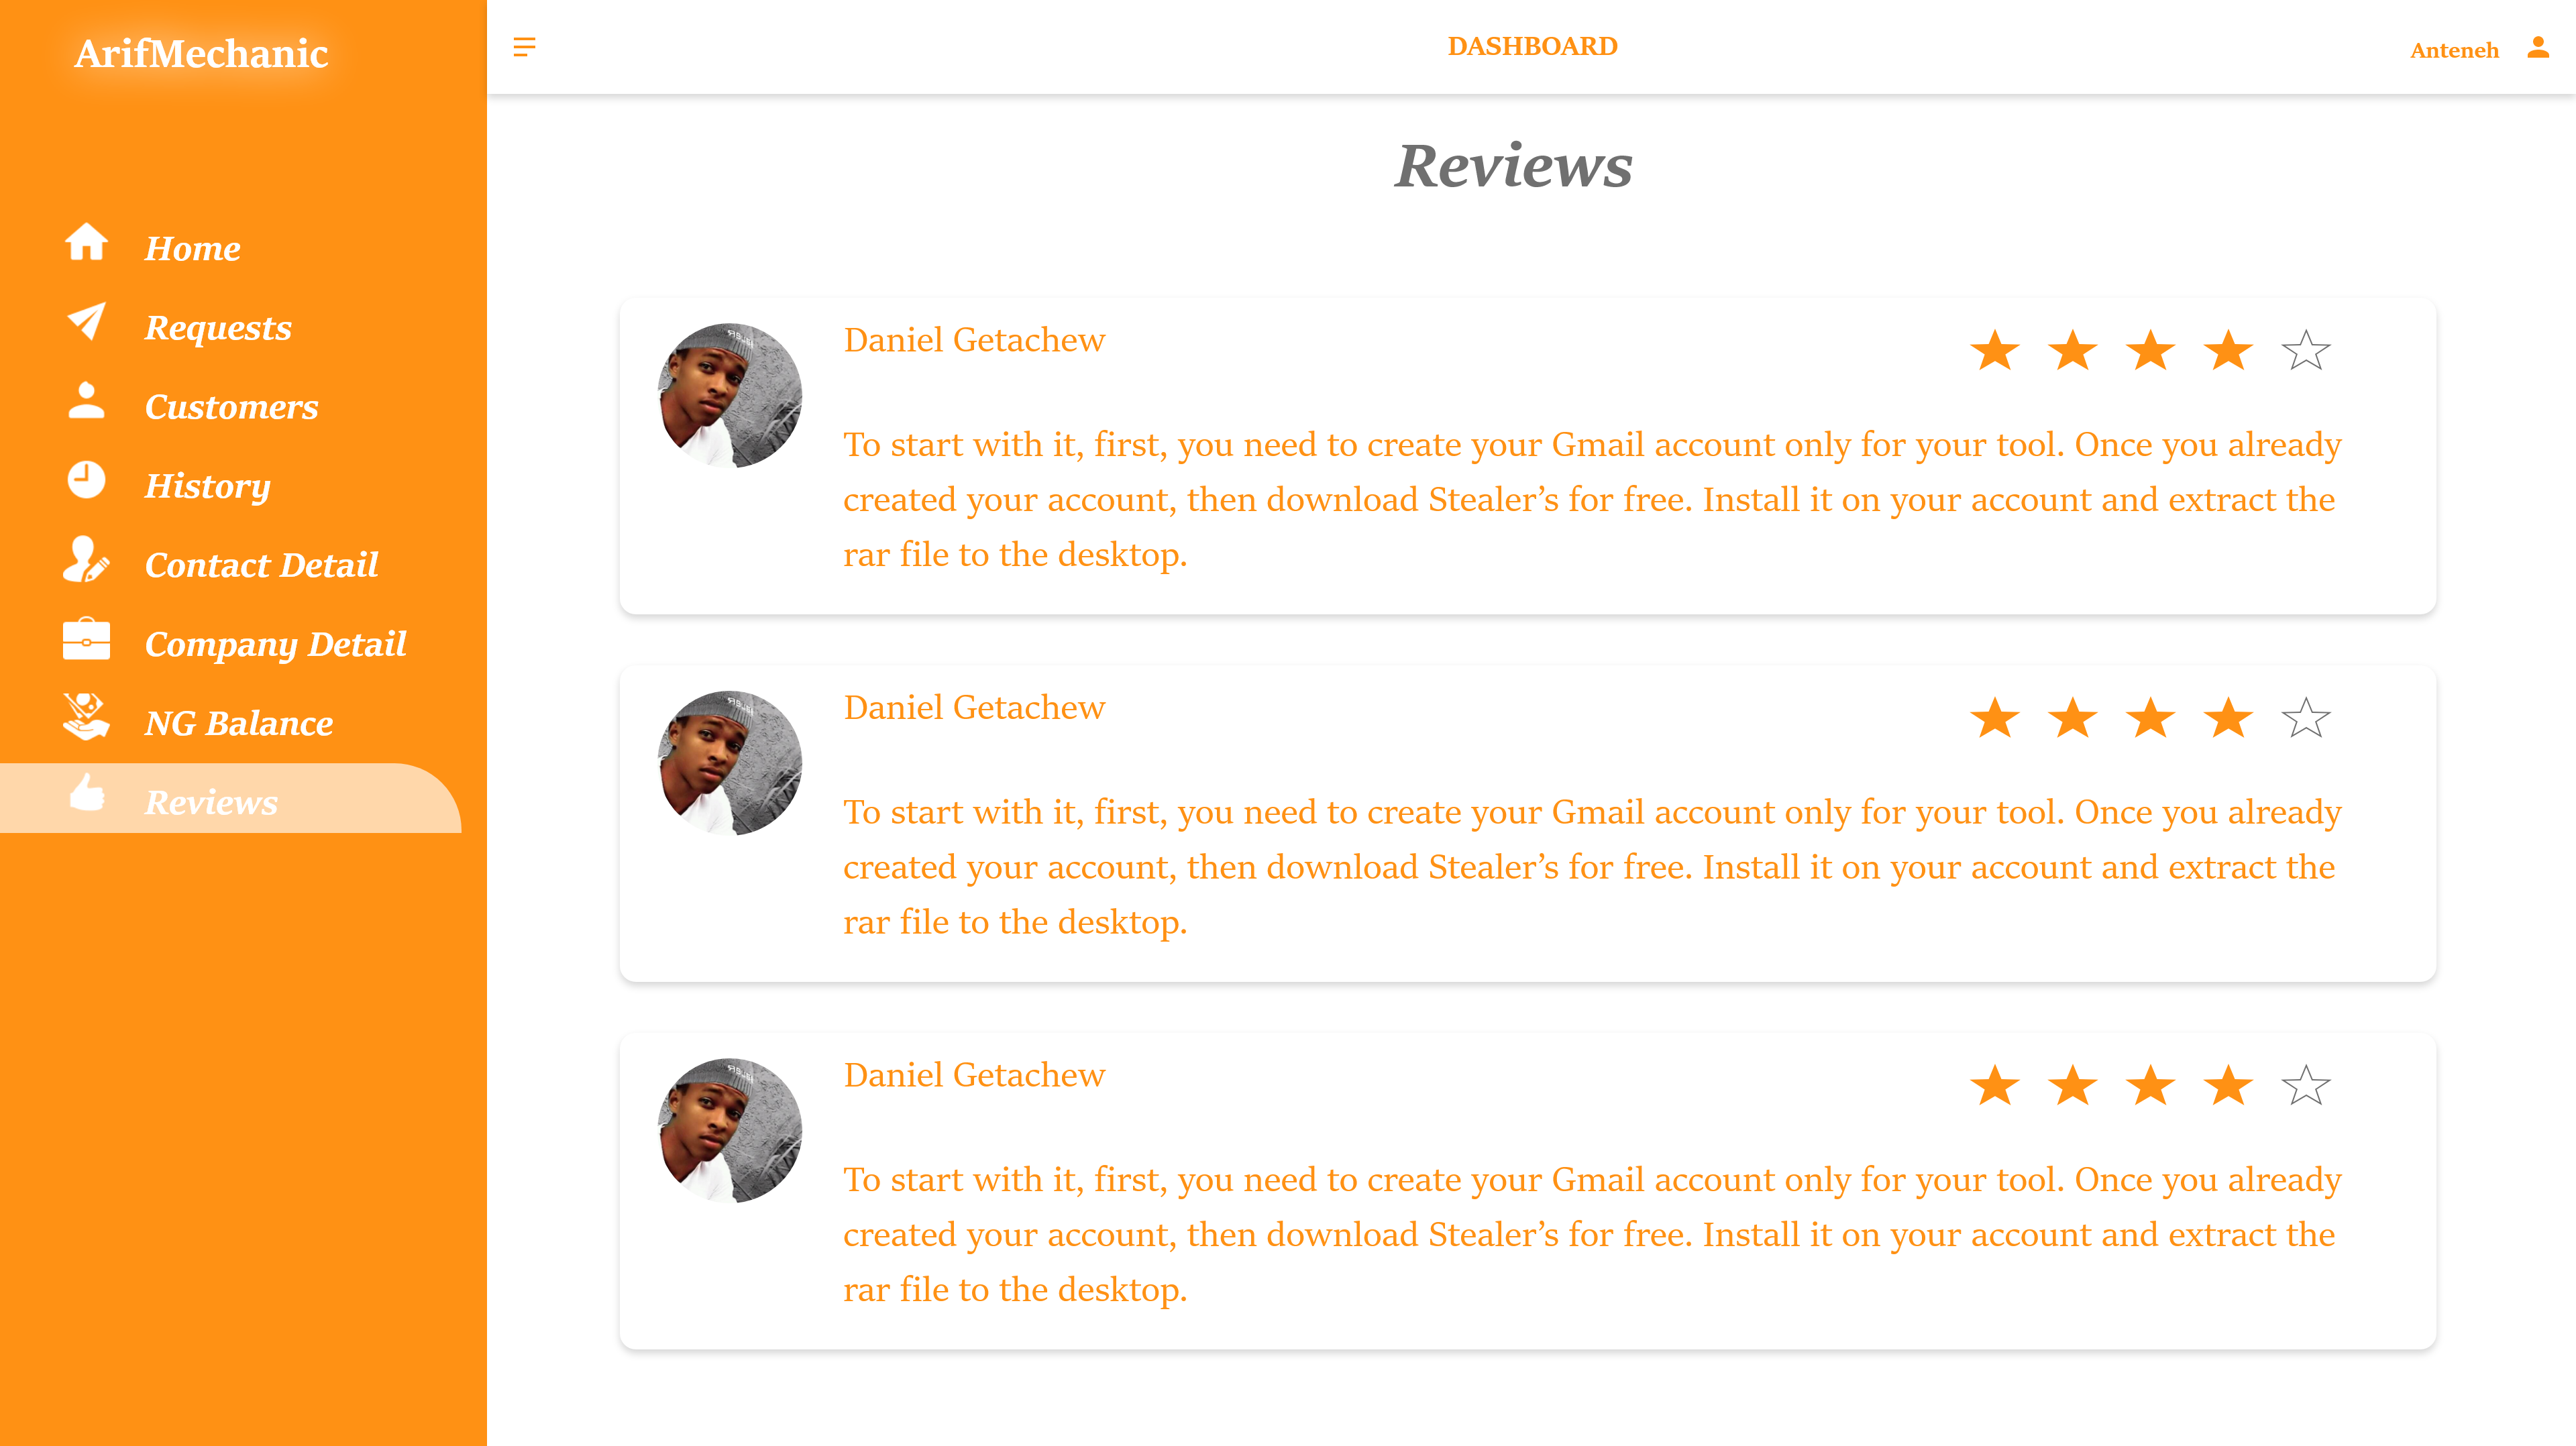 ArifMechanic
DASHBOARD
Anteneh
Home
Requests
Customers
History
Contact Detail
Company Detail
NG Balance
Reviews
Reviews
Daniel Getachew
To start with it, first, you need to create your Gmail account only for your tool. Once you already
created your account, then download Stealer’s for free. Install it on your account and extract the
rar file to the desktop.
Daniel Getachew
To start with it, first, you need to create your Gmail account only for your tool. Once you already
created your account, then download Stealer’s for free. Install it on your account and extract the
rar file to the desktop.
Daniel Getachew
To start with it, first, you need to create your Gmail account only for your tool. Once you already
created your account, then download Stealer’s for free. Install it on your account and extract the
rar file to the desktop.